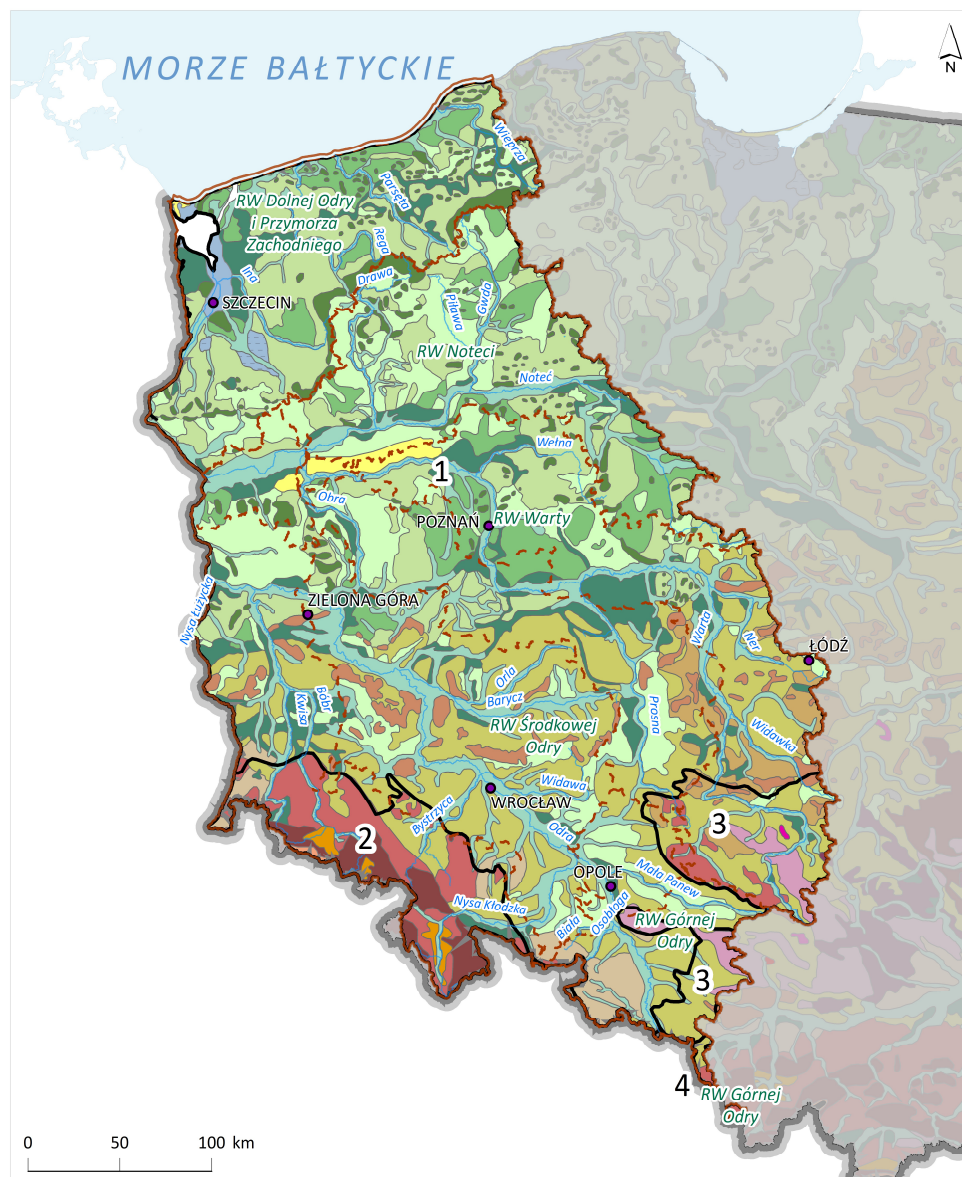 MORZE BAŁTYCKIE
N
Wieprza
Parsęta
RW Dolnej Odry
i Przymorza
Zachodniego
Rega
Ina
Drawa
SZCZECIN
Piława
Gwda
RW Noteci
Noteć
Wełna
1
Obra
POZNAŃ
RW Warty
Nysa Łużycka
ZIELONA GÓRA
Warta
Ner
ŁÓDŹ
Orla
Barycz
Bóbr
Kwisa
Prosna
RW Środkowej
Odry
Widawka
Widawa
WROCŁAW
Bystrzyca
Odra
3
2
OPOLE
Mała Panew
Nysa Kłodzka
Biała
Osobłoga
RW Górnej
Odry
3
4
RW Górnej
Odry
0 50 100 km